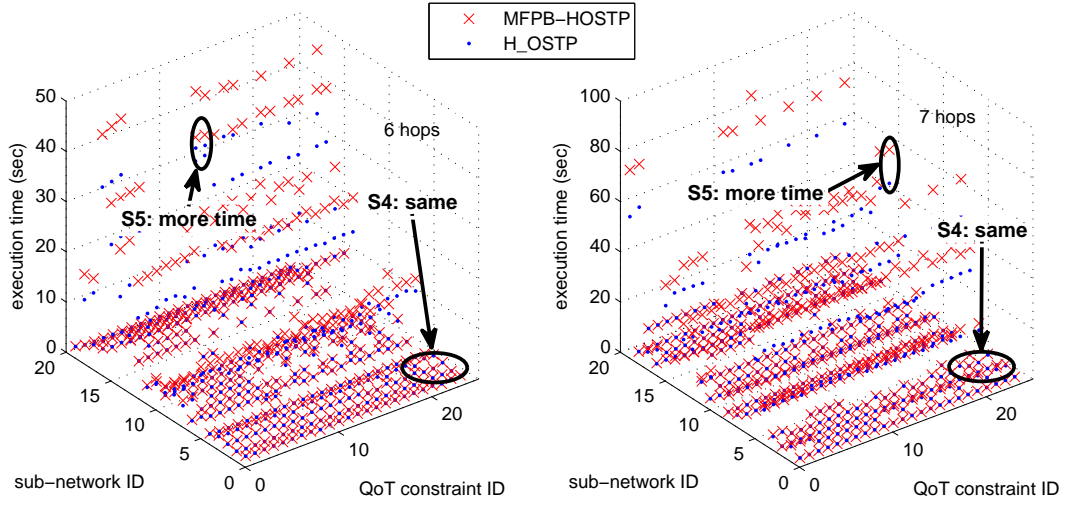 MFPB-HOSTP
H_OSTP
50
40
30
20
10
0
execution time (sec)
6 hops
S5: more time
S4: same
20
15
10
5
0
sub-network ID
0
10
20
QoT constraint ID
100
80
60
40
20
0
execution time (sec)
7 hops
S5: more time
S4: same
20
15
10
5
0
sub-network ID
0
10
20
QoT constraint ID